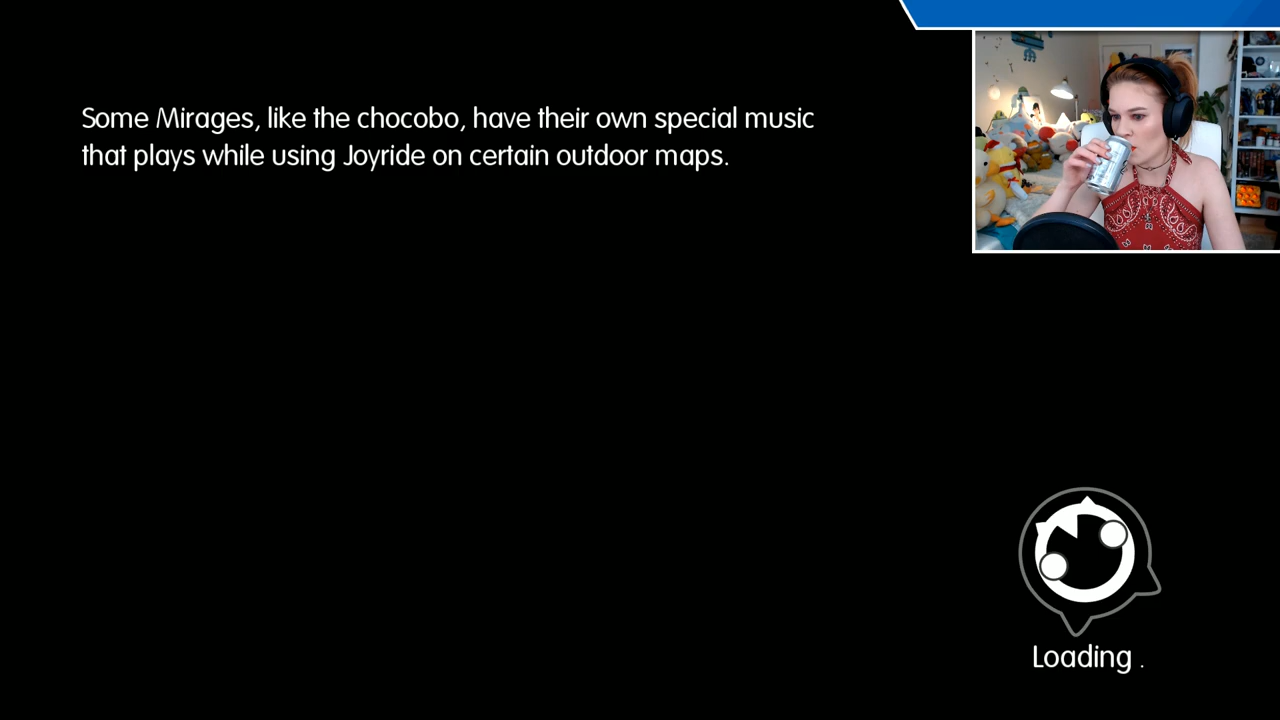 Some Mirages, like the chocobo, have their own special music
that plays while using Joyride on certain outdoor maps.
Loading .